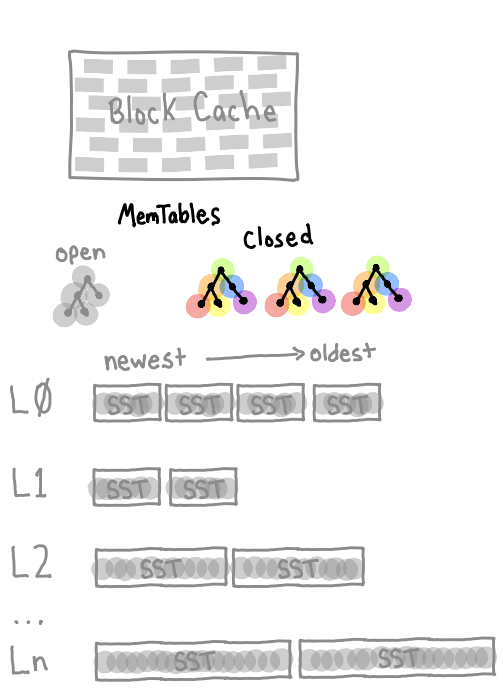 Block Cache
MemTables
open
Closed
newest
oldest
L0 SST SST SST SST
L1 SST SST
L2 SST SST
...
Ln SST SST